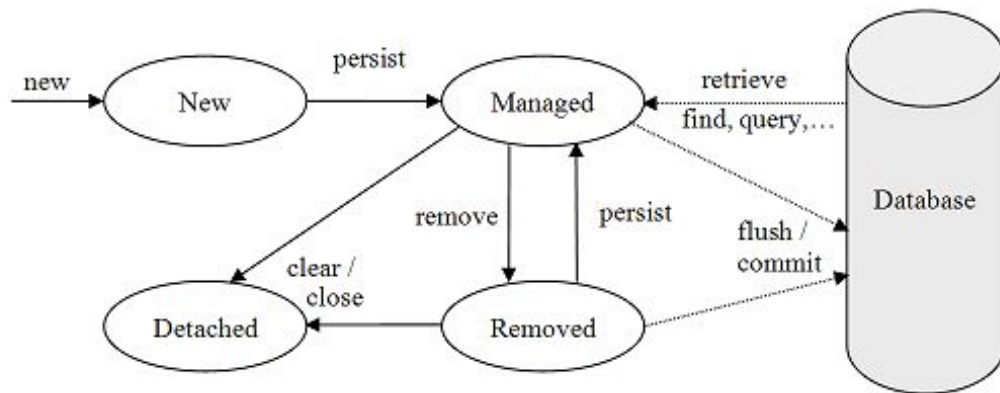 new
New
persist
Managed
retrieve
find, query,...
Database
remove
persist
flush /
commit
clear /
close
Detached
Removed